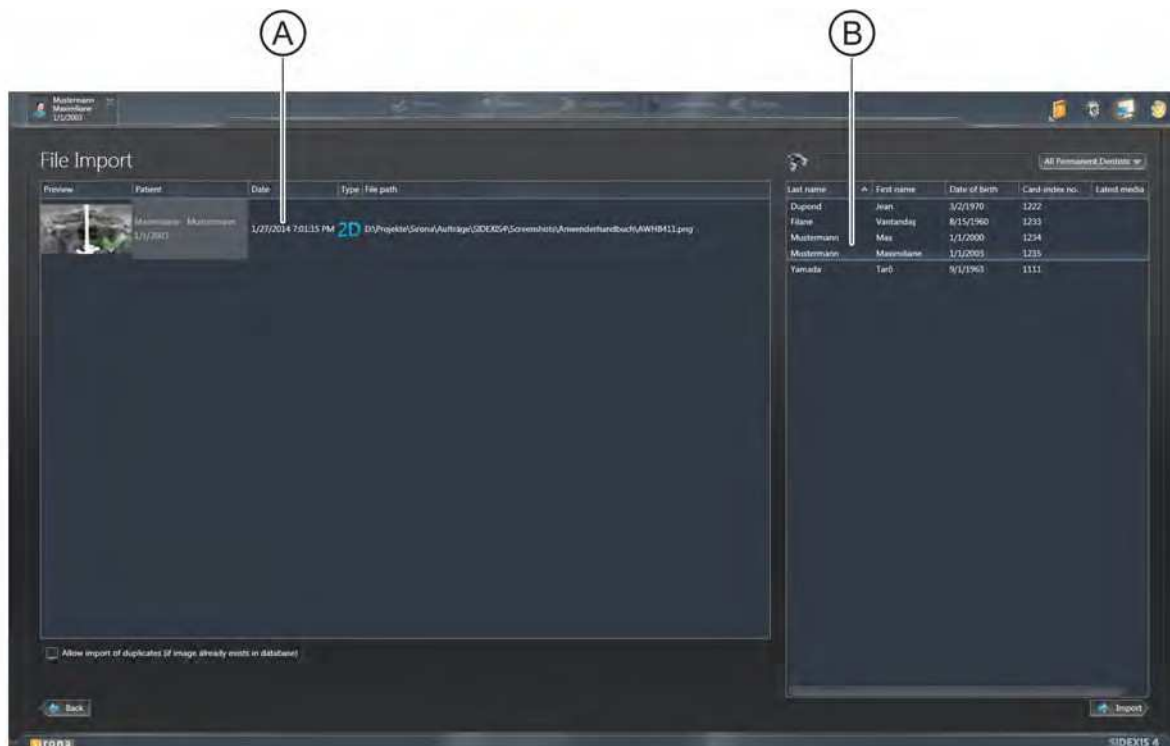 A
B
Mustermann
Maximiliane
1/1/2003
File Import
All Permanent Dentists
Preview Patient Date Type File path
Maximiliane Mustermann
1/1/2003
1/27/2014 7:01:15 PM 2D D:\Projekte\Sirona\Aufträge\SIDEXIS4\Screenshots\Anwenderhandbuch\AWHB411.png
Last name First name Date of birth Card-index no. Latest media
Dupond Jean 3/2/1970 1222
Filane Vantandaş 8/15/1960 1233
Mustermann Max 1/1/2000 1234
Mustermann Maximiliane 1/1/2003 1235
Yamada Tarō 9/1/1963 1111
Allow import of duplicates (if image already exists in database)
Back
Import
sirona
SIDEXIS 4